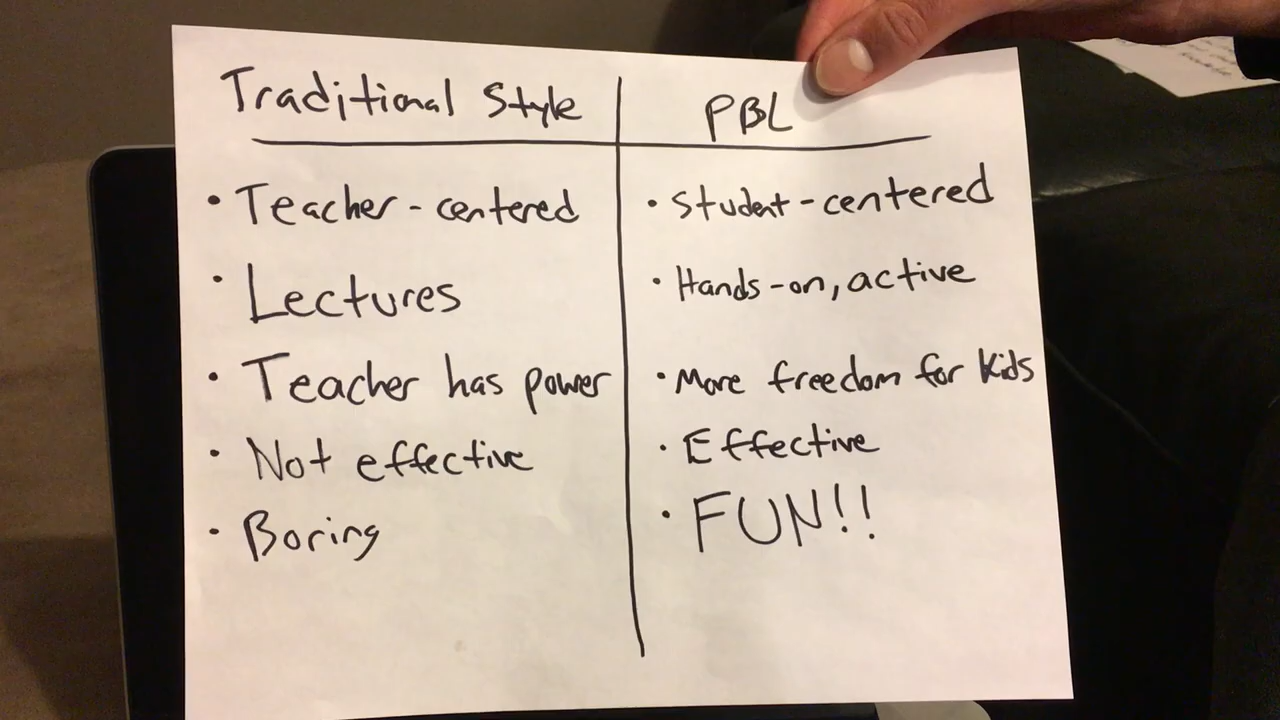 Traditional Style
• Teacher-centered
• Lectures
• Teacher has power
• Not effective
• Boring
PBL
• Student-centered
• Hands-on, active
• More freedom for kids
• Effective
• FUN!!